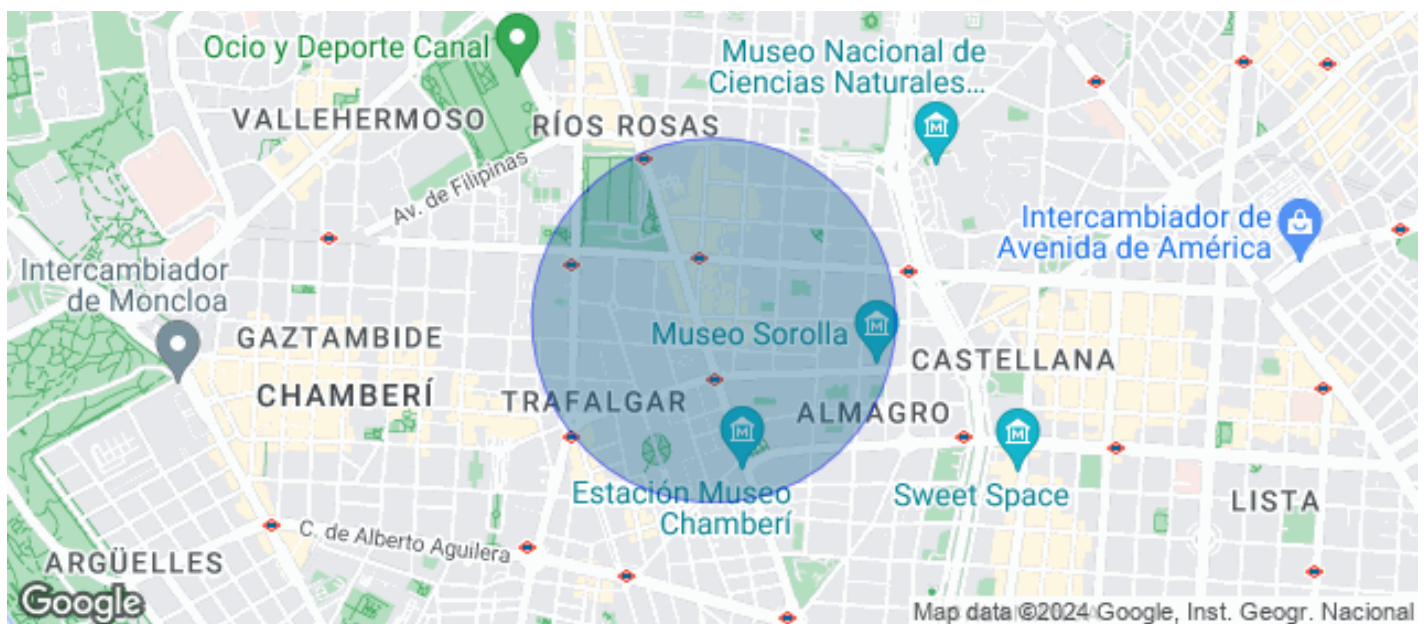 Ocio y Deporte Canal
Museo Nacional de
Ciencias Naturales...
VALLEHERMOSO
RÍOS ROSAS
Av. de Filipinas
Intercambiador de
Avenida de América
Intercambiador
de Moncloa
GAZTAMBIDE
Museo Sorolla
CASTELLANA
CHAMBERÍ
TRAFALGAR
ALMAGRO
Estación Museo
Chamberí
Sweet Space
LISTA
C. de Alberto Aguilera
ARGÜELLES
Google
Map data ©2024 Google, Inst. Geogr. Nacional